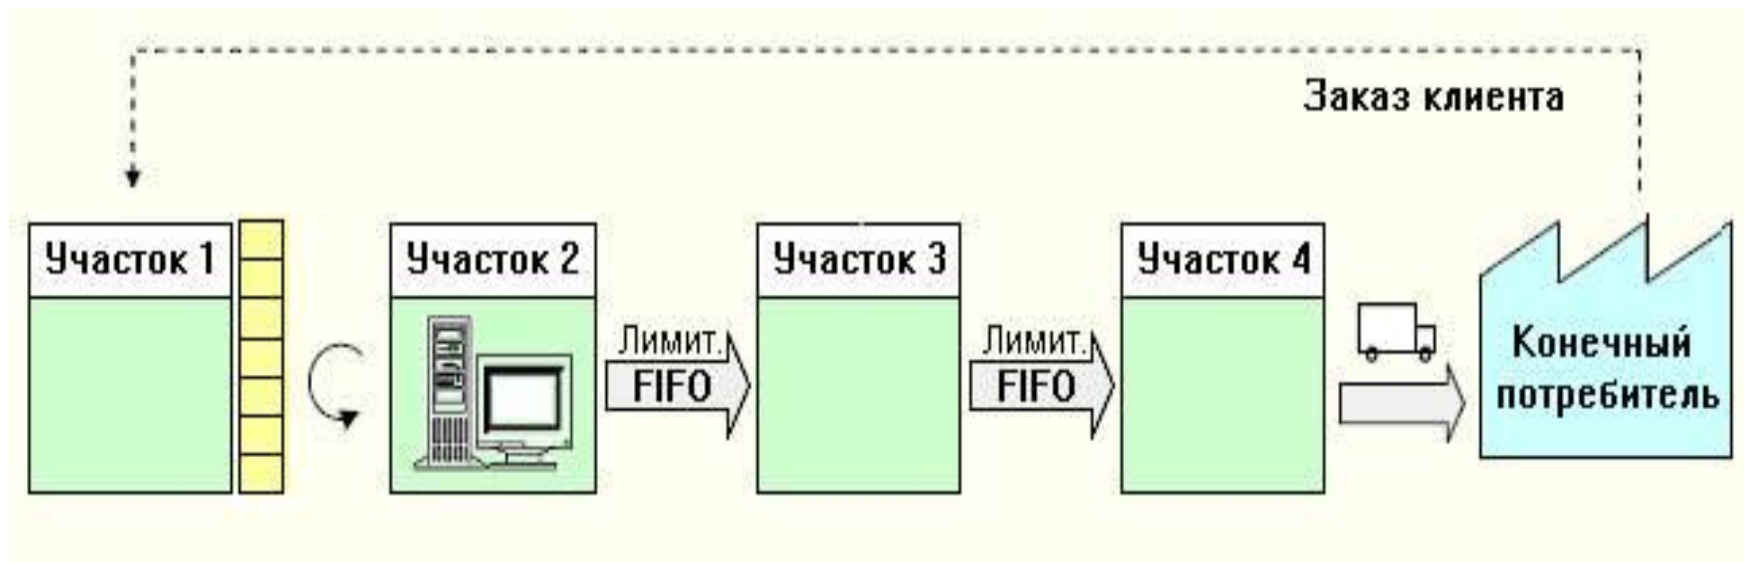 Заказ клиента
Участок 1
Участок 2
Участок 3
Участок 4
Лимит.
FIFO
Лимит.
FIFO
Конечный
потребитель